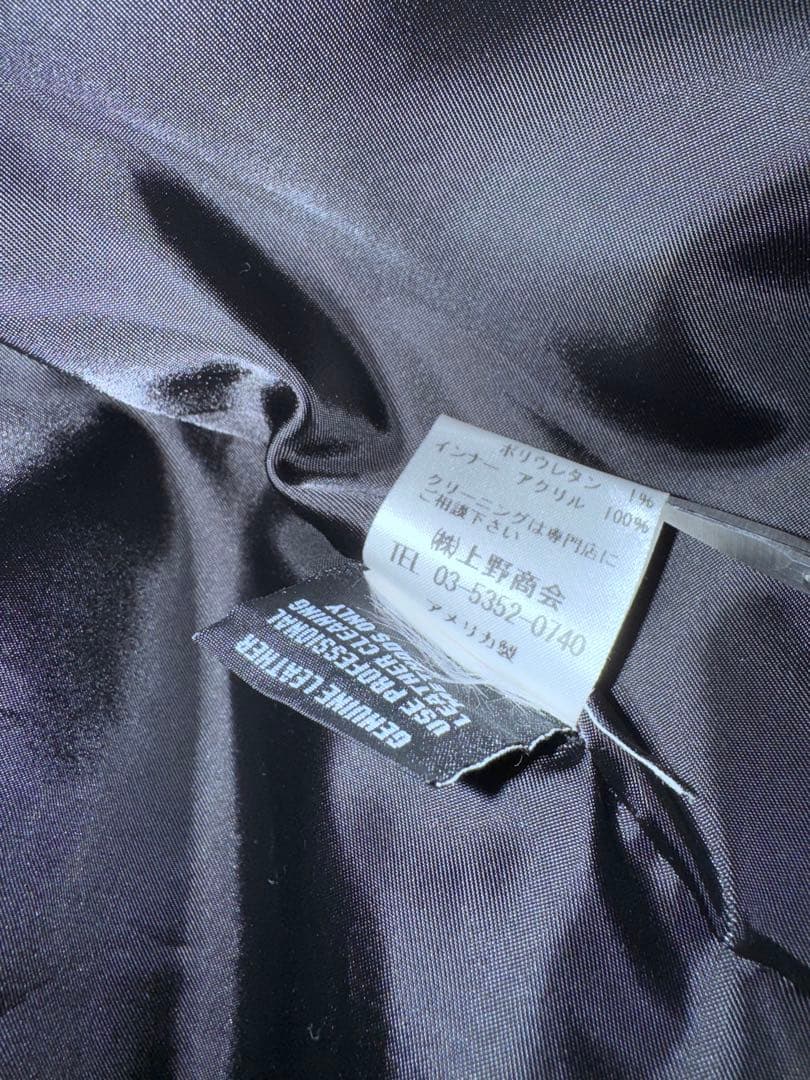 ポリウレタン 1%
インナー アクリル 100%
クリーニングは専門店に
ご相談下さい
(株)上野商会
TEL 03-5352-0740
アメリカ製
GENUINE LEATHER
USE PROFESSIONAL
LEATHER CLEANING
METHODS ONLY